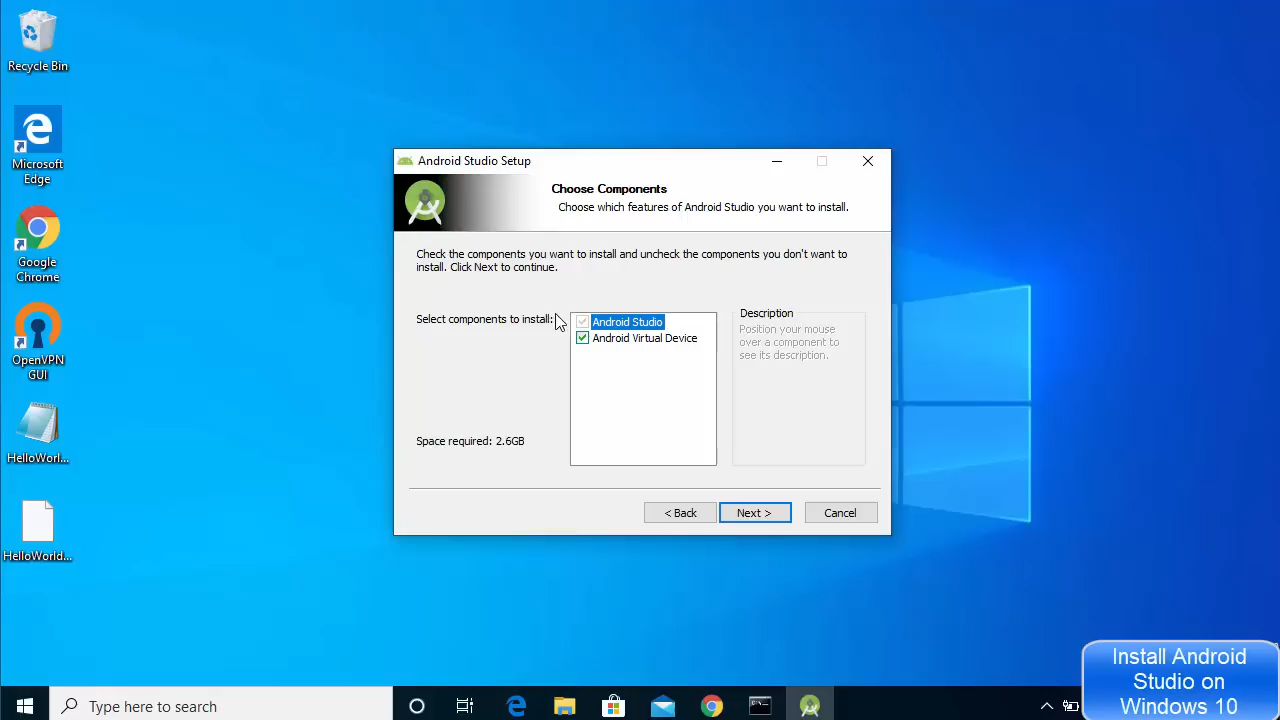 Recycle Bin
Microsoft
Edge
Google
Chrome
OpenVPN
GUI
HelloWorl...
HelloWorld...
Android Studio Setup
Choose Components
Choose which features of Android Studio you want to install.
Check the components you want to install and uncheck the components you don't want to
install. Click Next to continue.
Select components to install:
Android Studio
Android Virtual Device
Description
Position your mouse
over a component to
see its description.
Space required: 2.6GB
< Back
Next >
Cancel
Type here to search
Install Android
Studio on
Windows 10